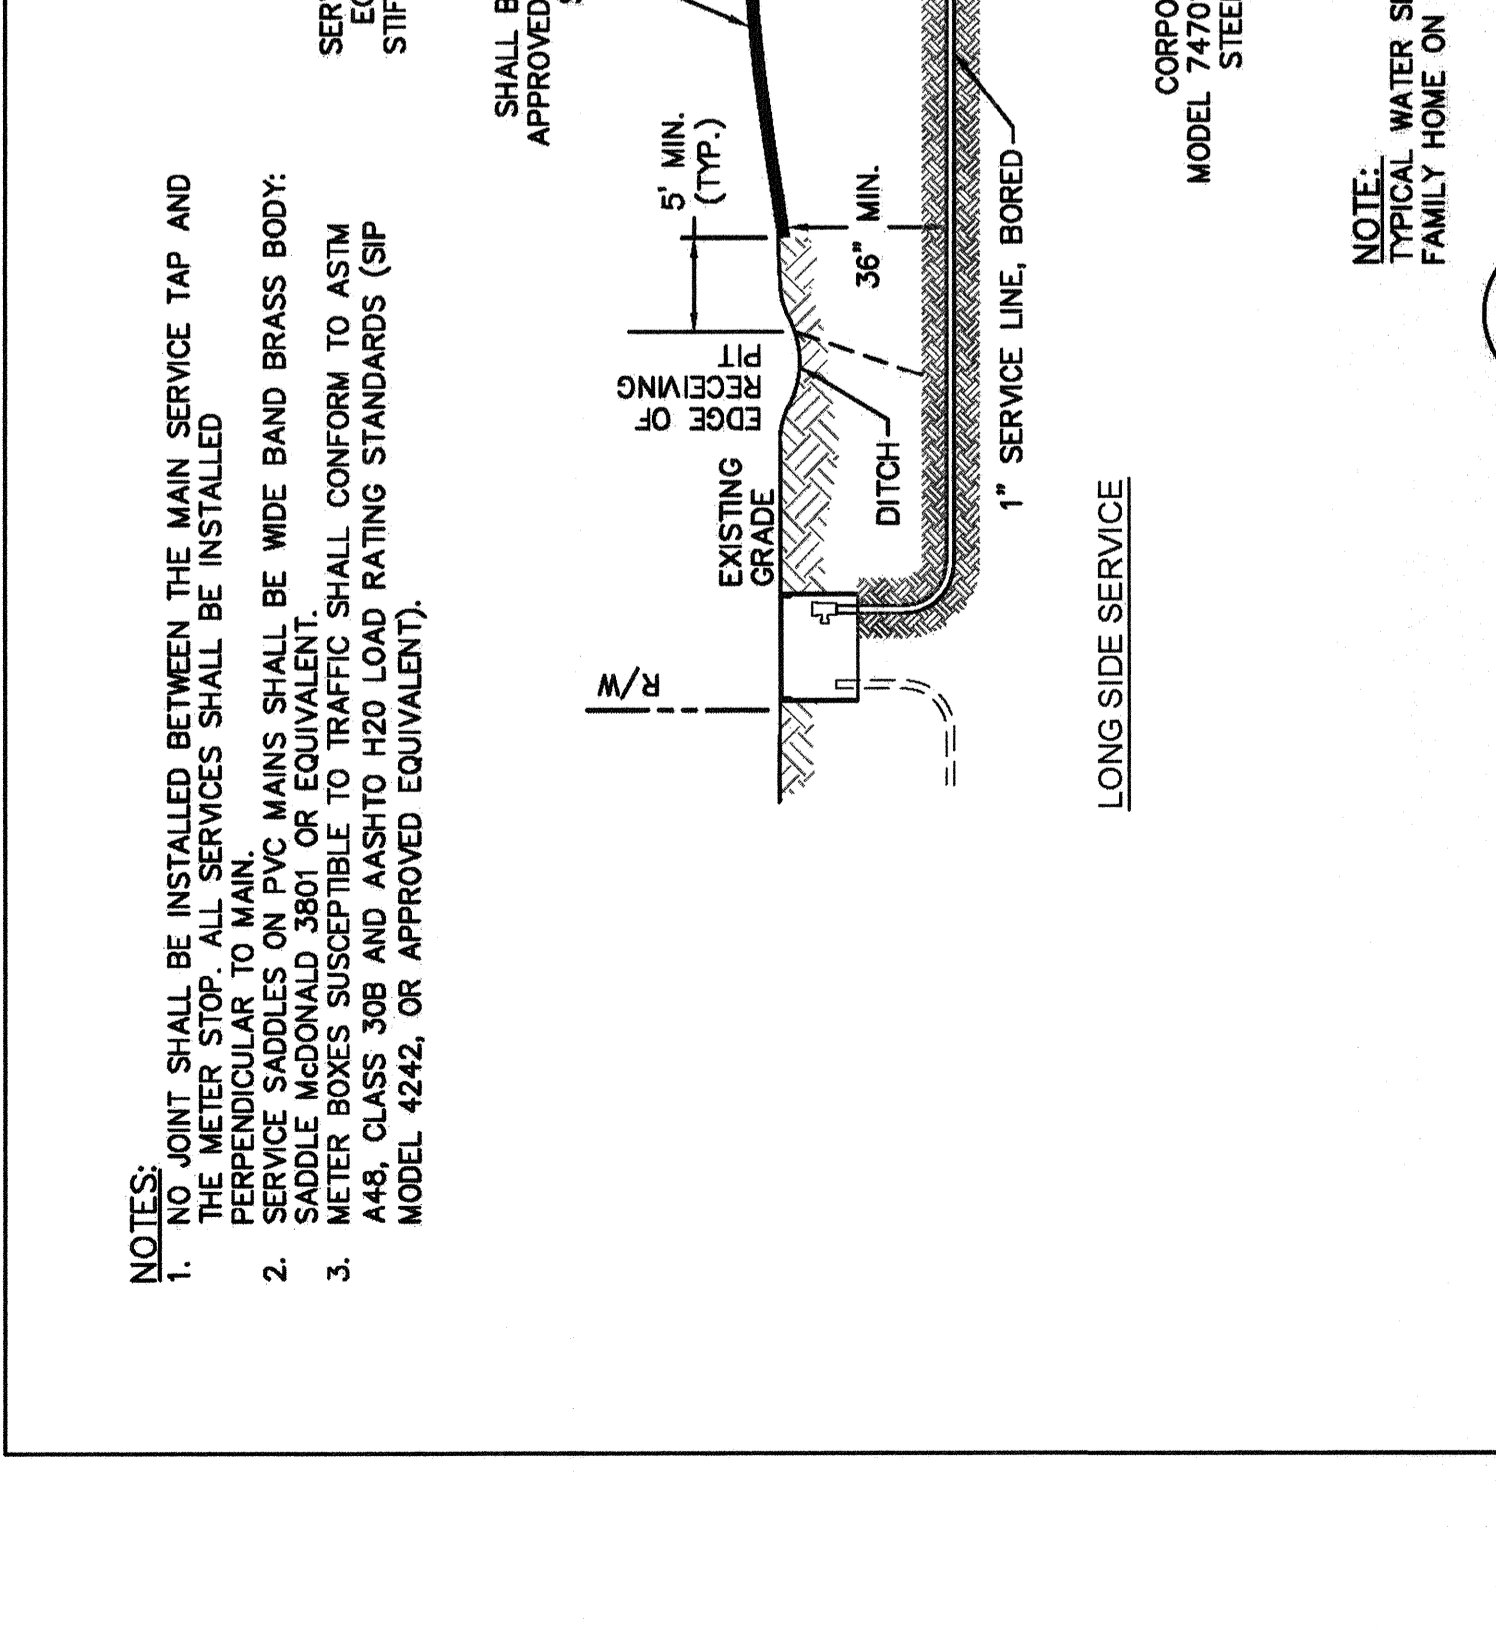 NOTES:
1. NO JOINT SHALL BE INSTALLED BETWEEN THE MAIN SERVICE TAP AND
THE METER STOP. ALL SERVICES SHALL BE INSTALLED
PERPENDICULAR TO MAIN.
2. SERVICE SADDLES ON PVC MAINS SHALL BE WIDE BAND BRASS BODY:
SADDLE McDONALD 3801 OR EQUIVALENT.
3. METER BOXES SUSCEPTIBLE TO TRAFFIC SHALL CONFORM TO ASTM
A48, CLASS 30B AND AASHTO H20 LOAD RATING STANDARDS (SIP
MODEL 4242, OR APPROVED EQUIVALENT).
SHALL B
APPROVED
R/W
EXISTING
GRADE
EDGE OF
RECEIVING
PIT
5' MIN.
(TYP.)
36" MIN.
DITCH
1" SERVICE LINE, BORED
LONG SIDE SERVICE
CORPO
MODEL 7470
STEE
NOTE:
TYPICAL WATER SE
FAMILY HOME ON